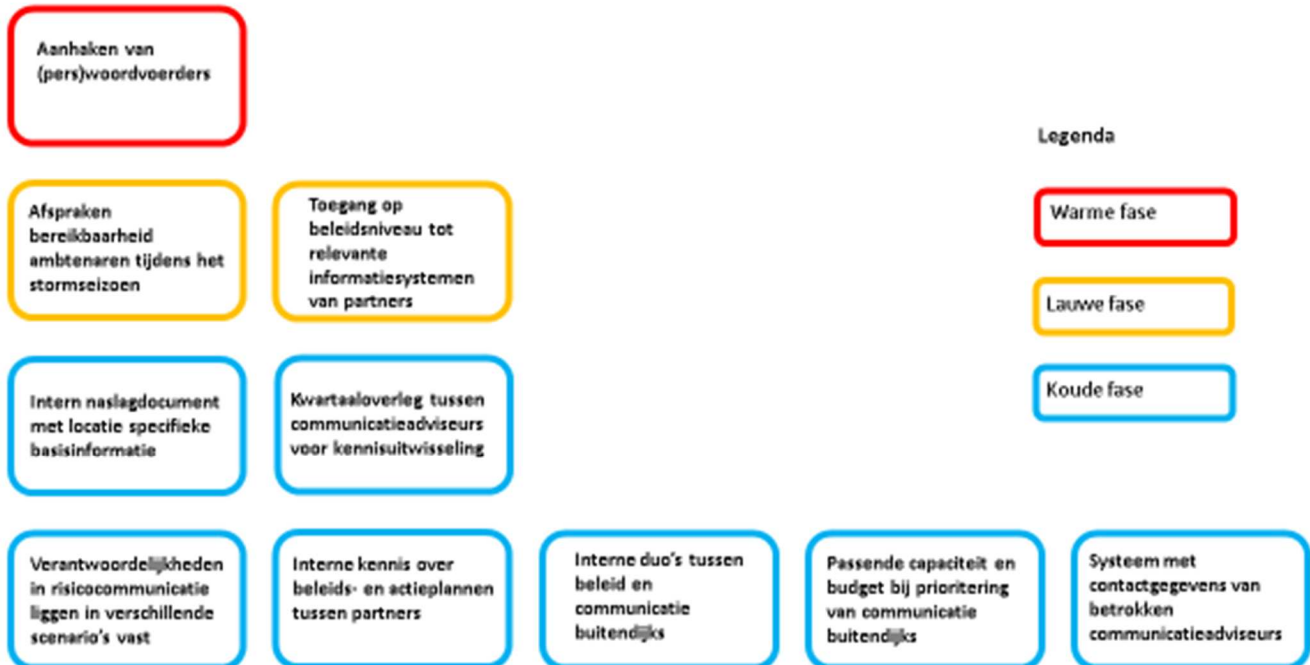 Aanhaken van
(pers)woordvoerders
Legenda
Warme fase
Afspraken
bereikbaarheid
ambtenaren tijdens het
stormseizoen
Toegang op
beleidsniveau tot
relevante
informatiesystemen
van partners
Lauwe fase
Intern naslagdocument
met locatie specifieke
basisinformatie
Kwartaaloverleg tussen
communicatieadviseurs
voor kennisuitwisseling
Koude fase
Verantwoordelijkheden
in risicocommunicatie
liggen in verschillende
scenario's vast
Interne kennis over
beleids- en actieplannen
tussen partners
Interne duo's tussen
beleid en
communicatie
buitendijks
Passende capaciteit en
budget bij prioritering
van communicatie
buitendijks
Systeem met
contactgegevens van
betrokken
communicatieadviseurs